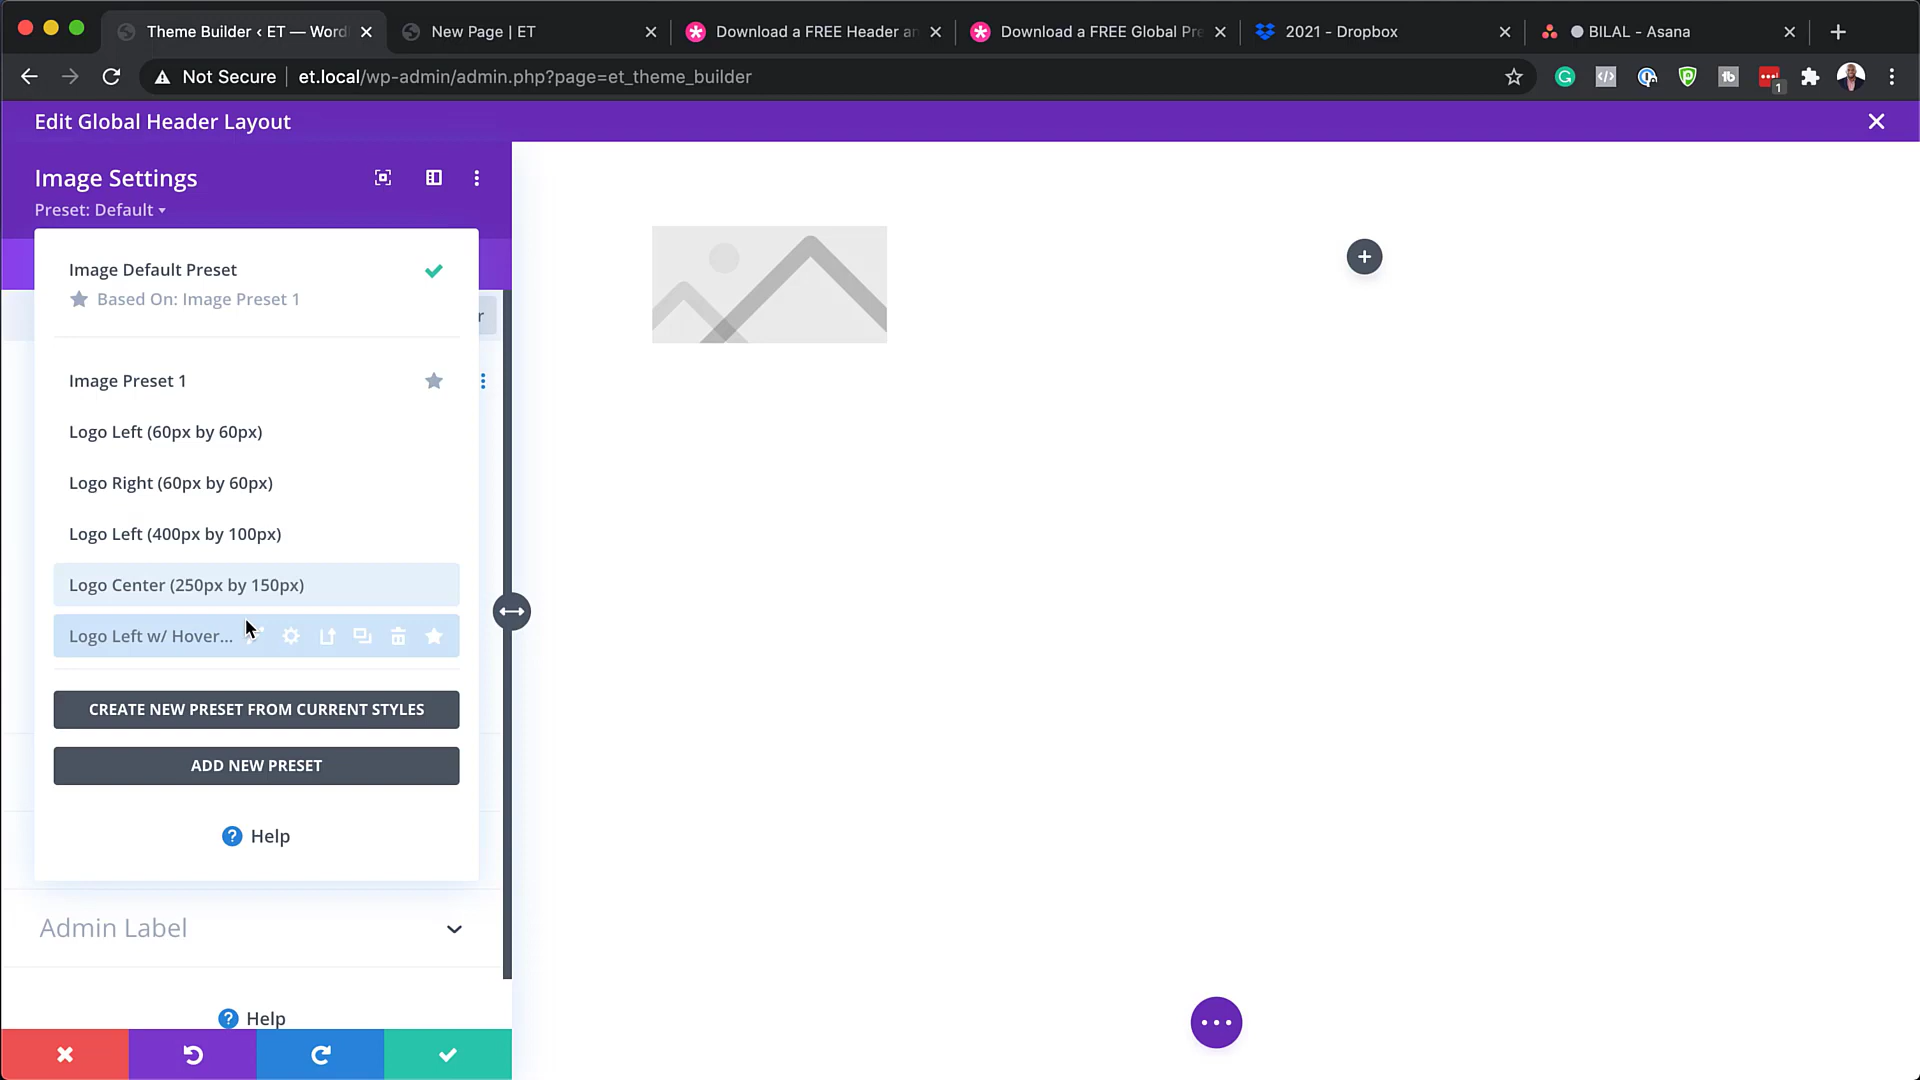 Theme Builder ‹ ET — Word
New Page | ET
Download a FREE Header an
Download a FREE Global Pre
2021 - Dropbox
BILAL - Asana
Not Secure
et.local/wp-admin/admin.php?page=et_theme_builder
1
Edit Global Header Layout
Image Settings
Preset: Default
Image Default Preset
Based On: Image Preset 1
r
Image Preset 1
Logo Left (60px by 60px)
Logo Right (60px by 60px)
Logo Left (400px by 100px)
Logo Center (250px by 150px)
Logo Left w/ Hover...
CREATE NEW PRESET FROM CURRENT STYLES
ADD NEW PRESET
? Help
Admin Label
? Help